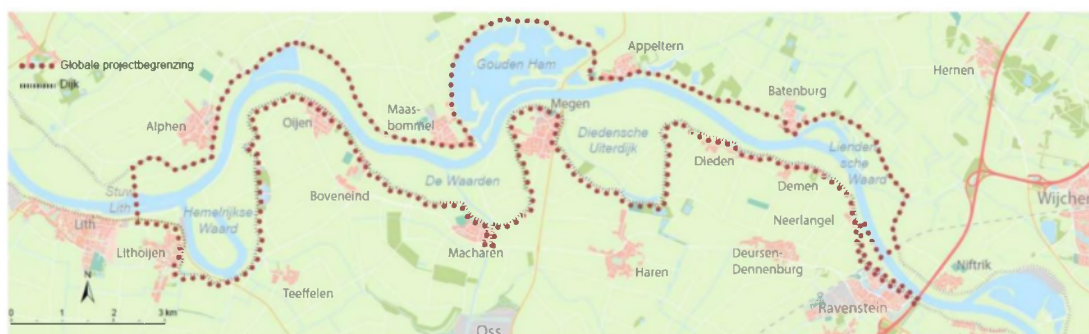 Globale projectbegrenzing
Dijk
Gouden Ham
Appeltern
Hernen
Batenburg
Maas-
bommel
Megen
Alphen
Oijen
Diedensche
Uiterdijk
Dieden
Lienden-
sche
Waard
De Waarden
Demen
Stuw
Lith
Boveneind
Hemelrijkse
Waard
Neerlangel
Wijchen
Lith
Lithoijen
Macharen
Haren
Deursen-
Dennenburg
Niftrik
N
Teeffelen
Ravenstein
0 1 2 3 km
Oss